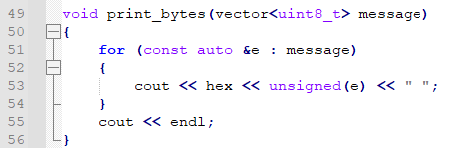 49 void print_bytes(vector<uint8_t> message)
50 {
51     for (const auto &e : message)
52     {
53         cout << hex << unsigned(e) << " ";
54     }
55     cout << endl;
56 }